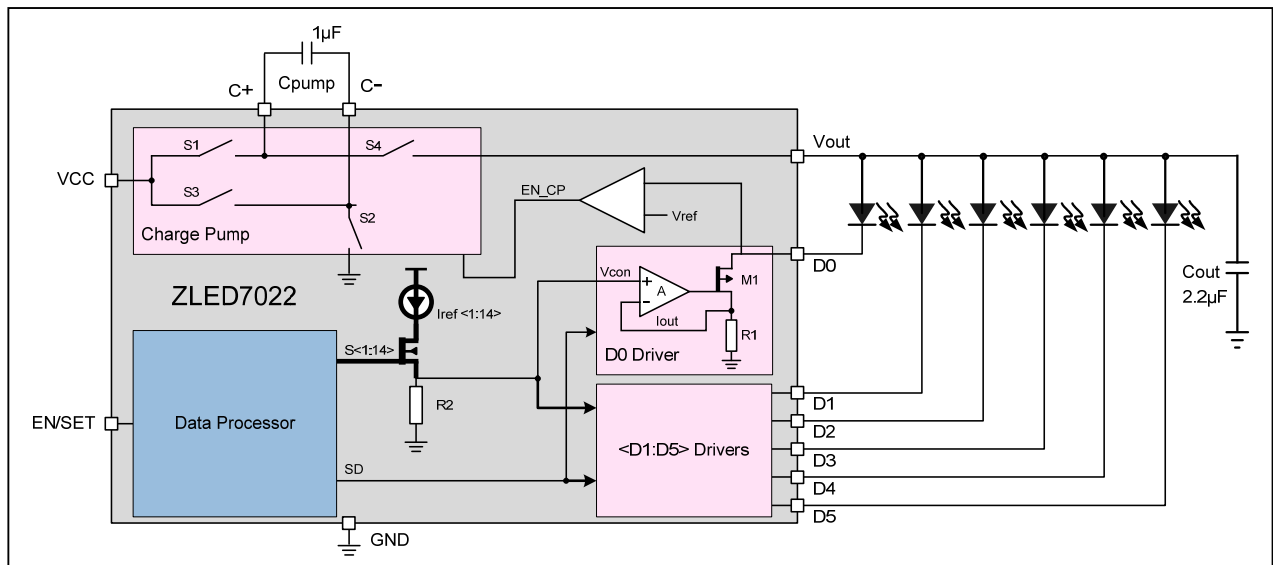 1µF
Cpump
C+
C-
S1
S4
Vout
VCC
S3
EN_CP
Vref
S2
Charge Pump
D0
Vcon
M1
A
Cout
2.2µF
ZLED7022
Iref <1:14>
Iout
R1
S<1:14>
D0 Driver
R2
D1
EN/SET
Data Processor
D2
<D1:D5> Drivers
D3
SD
D4
D5
GND